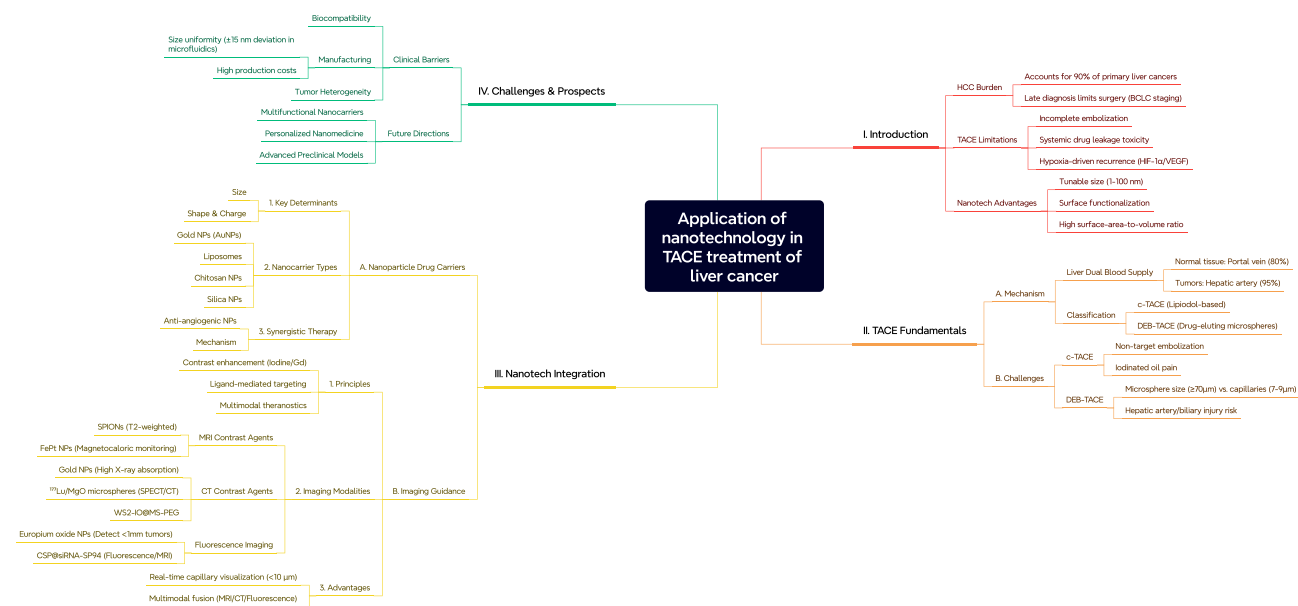 Application of
nanotechnology in
TACE treatment of
liver cancer
I. Introduction
HCC Burden
Accounts for 90% of primary liver cancers
Late diagnosis limits surgery (BCLC staging)
TACE Limitations
Incomplete embolization
Systemic drug leakage toxicity
Hypoxia-driven recurrence (HIF-1α/VEGF)
Nanotech Advantages
Tunable size (1-100 nm)
Surface functionalization
High surface-area-to-volume ratio
II. TACE Fundamentals
A. Mechanism
Liver Dual Blood Supply
Normal tissue: Portal vein (80%)
Tumors: Hepatic artery (95%)
Classification
c-TACE (Lipiodol-based)
DEB-TACE (Drug-eluting microspheres)
B. Challenges
c-TACE
Non-target embolization
Iodinated oil pain
DEB-TACE
Microsphere size (≥70μm) vs. capillaries (7-9μm)
Hepatic artery/biliary injury risk
III. Nanotech Integration
A. Nanoparticle Drug Carriers
1. Key Determinants
Size
Shape & Charge
2. Nanocarrier Types
Gold NPs (AuNPs)
Liposomes
Chitosan NPs
Silica NPs
3. Synergistic Therapy
Anti-angiogenic NPs
Mechanism
B. Imaging Guidance
1. Principles
Contrast enhancement (Iodine/Gd)
Ligand-mediated targeting
Multimodal theranostics
2. Imaging Modalities
MRI Contrast Agents
SPIONs (T2-weighted)
FePt NPs (Magnetocaloric monitoring)
CT Contrast Agents
Gold NPs (High X-ray absorption)
Lu/MgO microspheres (SPECT/CT)
WS2-IO@MS-PEG
Fluorescence Imaging
Europium oxide NPs (Detect <1mm tumors)
CSP@siRNA-SP94 (Fluorescence/MRI)
3. Advantages
Real-time capillary visualization (<10 μm)
Multimodal fusion (MRI/CT/Fluorescence)
IV. Challenges & Prospects
Clinical Barriers
Biocompatibility
Manufacturing
Size uniformity (±15 nm deviation in
microfluidics)
High production costs
Tumor Heterogeneity
Future Directions
Multifunctional Nanocarriers
Personalized Nanomedicine
Advanced Preclinical Models